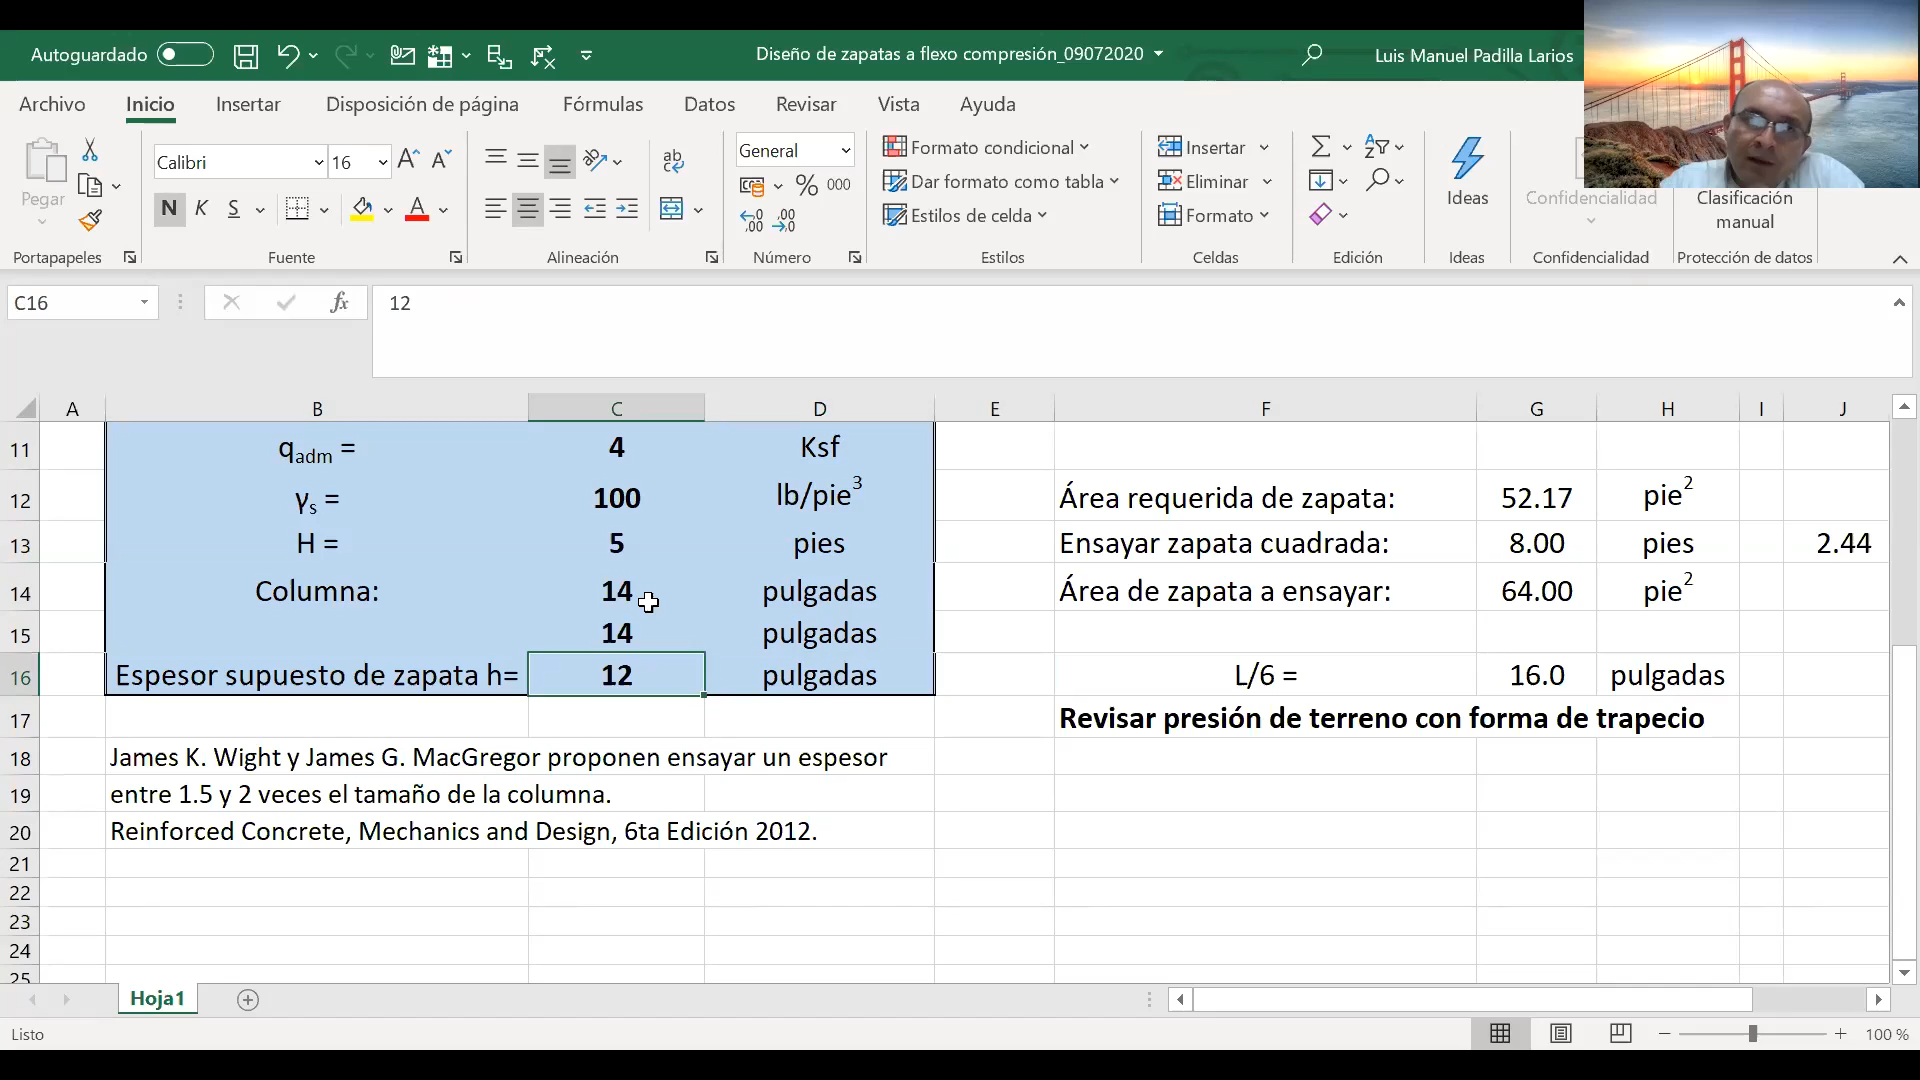 Autoguardado
Diseño de zapatas a flexo compresión_09072020
Luis Manuel Padilla Larios
Archivo Inicio Insertar Disposición de página Fórmulas Datos Revisar Vista Ayuda
Pegar
Calibri 16
N K S
General
% 000
Formato condicional
Dar formato como tabla
Estilos de celda
Insertar
Eliminar
Formato
Ideas
Confidencialidad
Clasificación
manual
Portapapeles Fuente Alineación Número Estilos Celdas Edición Ideas Confidencialidad Protección de datos
C16 fx 12
A B C D E F G H I J
11 qadm = 4 Ksf
12 γs = 100 lb/pie3 Área requerida de zapata: 52.17 pie2
13 H = 5 pies Ensayar zapata cuadrada: 8.00 pies 2.44
14 Columna: 14 pulgadas Área de zapata a ensayar: 64.00 pie2
15 14 pulgadas
16 Espesor supuesto de zapata h= 12 pulgadas L/6 = 16.0 pulgadas
17 Revisar presión de terreno con forma de trapecio
18 James K. Wight y James G. MacGregor proponen ensayar un espesor
19 entre 1.5 y 2 veces el tamaño de la columna.
20 Reinforced Concrete, Mechanics and Design, 6ta Edición 2012.
21
22
23
24
25
Hoja1
Listo
100 %